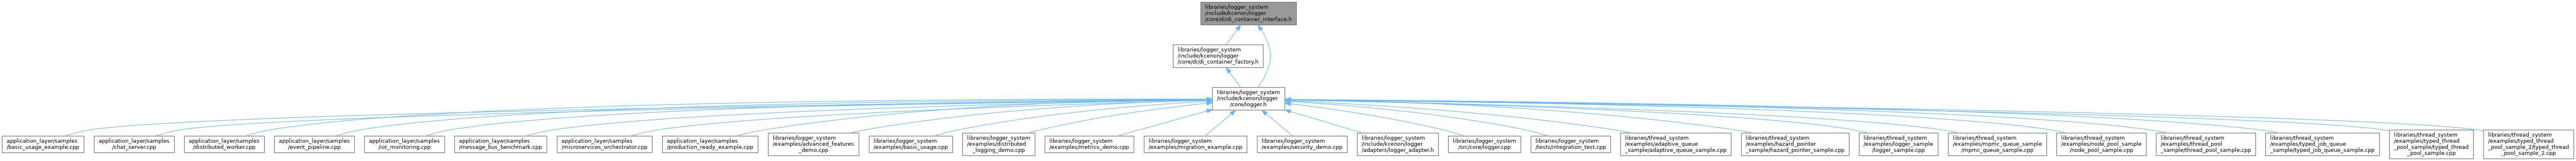 libraries/logger_system
/include/kcenon/logger
/core/di/di_container_interface.h
libraries/logger_system
/include/kcenon/logger
/core/di/di_container_factory.h
libraries/logger_system
/include/kcenon/logger
/core/logger.h
application_layer/samples
/basic_usage_example.cpp
application_layer/samples
/chat_server.cpp
application_layer/samples
/distributed_worker.cpp
application_layer/samples
/event_pipeline.cpp
application_layer/samples
/iot_monitoring.cpp
application_layer/samples
/message_bus_benchmark.cpp
application_layer/samples
/microservices_orchestrator.cpp
application_layer/samples
/production_ready_example.cpp
libraries/logger_system
/examples/advanced_features
_demo.cpp
libraries/logger_system
/examples/basic_usage.cpp
libraries/logger_system
/examples/distributed
_logging_demo.cpp
libraries/logger_system
/examples/metrics_demo.cpp
libraries/logger_system
/examples/migration_example.cpp
libraries/logger_system
/examples/security_demo.cpp
libraries/logger_system
/include/kcenon/logger
/adapters/logger_adapter.h
libraries/logger_system
/src/core/logger.cpp
libraries/logger_system
/tests/integration_test.cpp
libraries/thread_system
/examples/adaptive_queue
_sample/adaptive_queue_sample.cpp
libraries/thread_system
/examples/hazard_pointer
_sample/hazard_pointer_sample.cpp
libraries/thread_system
/examples/logger_sample
/logger_sample.cpp
libraries/thread_system
/examples/mpmc_queue_sample
/mpmc_queue_sample.cpp
libraries/thread_system
/examples/node_pool_sample
/node_pool_sample.cpp
libraries/thread_system
/examples/thread_pool
_sample/thread_pool_sample.cpp
libraries/thread_system
/examples/typed_job_queue
_sample/typed_job_queue_sample.cpp
libraries/thread_system
/examples/typed_thread
_pool_sample/typed_thread
_pool_sample.cpp
libraries/thread_system
/examples/typed_thread
_pool_sample_2/typed_thread
_pool_sample_2.cpp